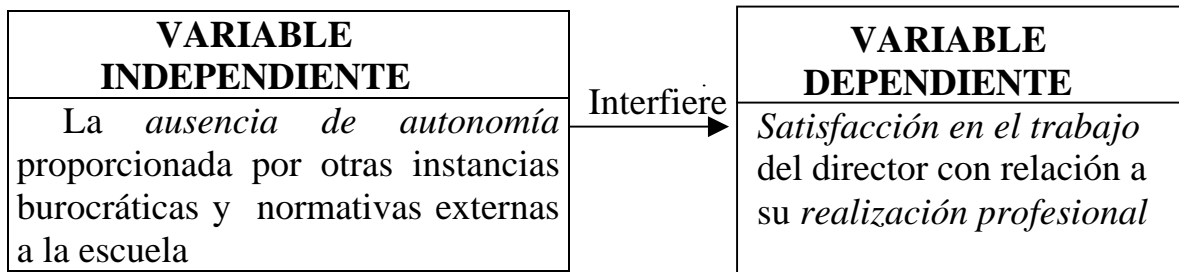 VARIABLE
INDEPENDIENTE
La ausencia de autonomía
proporcionada por otras instancias
burocráticas y normativas externas
a la escuela
Interfiere
VARIABLE
DEPENDIENTE
Satisfacción en el trabajo
del director con relación a
su realización profesional